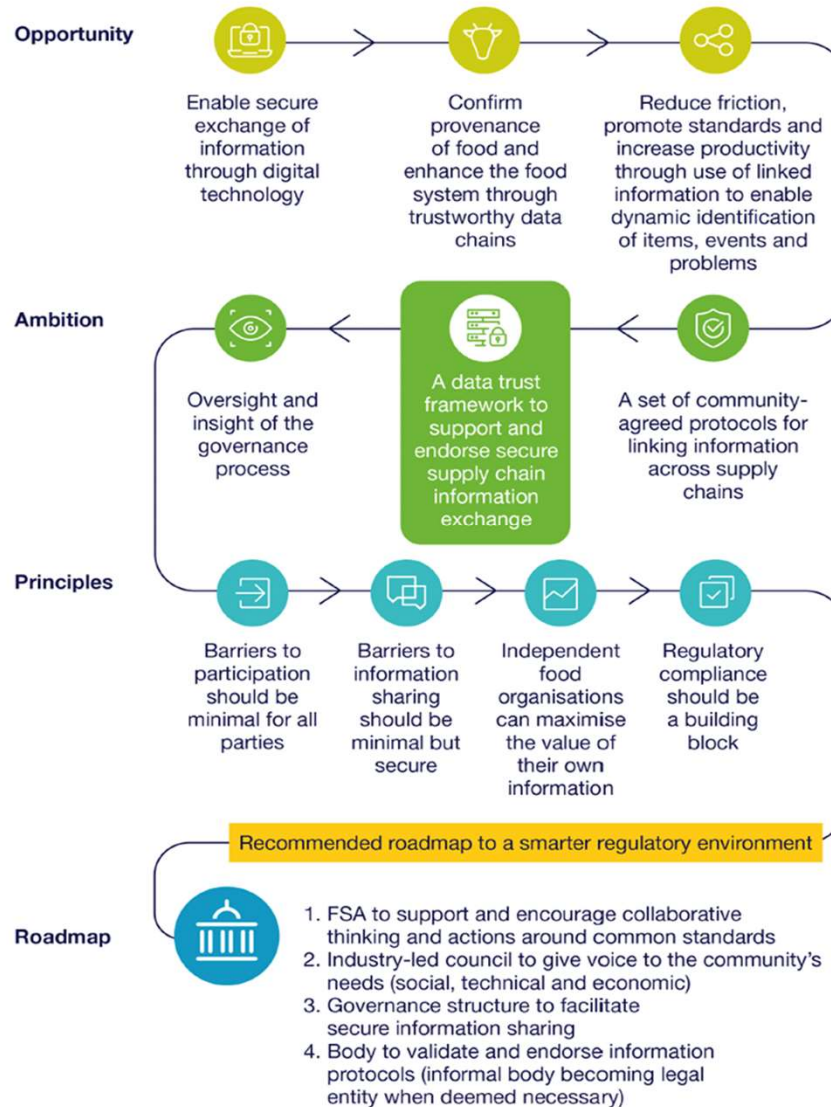 Opportunity
Enable secure
exchange of
information
through digital
technology
Confirm
provenance
of food and
enhance the food
system through
trustworthy data
chains
Reduce friction,
promote standards and
increase productivity
through use of linked
information to enable
dynamic identification
of items, events and
problems
Ambition
Oversight and
insight of the
governance
process
A data trust
framework to
support and
endorse secure
supply chain
information
exchange
A set of community-
agreed protocols for
linking information
across supply
chains
Principles
Barriers to
participation
should be
minimal for all
parties
Barriers to
information
sharing
should be
minimal but
secure
Independent
food
organisations
can maximise
the value of
their own
information
Regulatory
compliance
should be
a building
block
Recommended roadmap to a smarter regulatory environment
Roadmap
1. FSA to support and encourage collaborative
thinking and actions around common standards
2. Industry-led council to give voice to the community's
needs (social, technical and economic)
3. Governance structure to facilitate
secure information sharing
4. Body to validate and endorse information
protocols (informal body becoming legal
entity when deemed necessary)